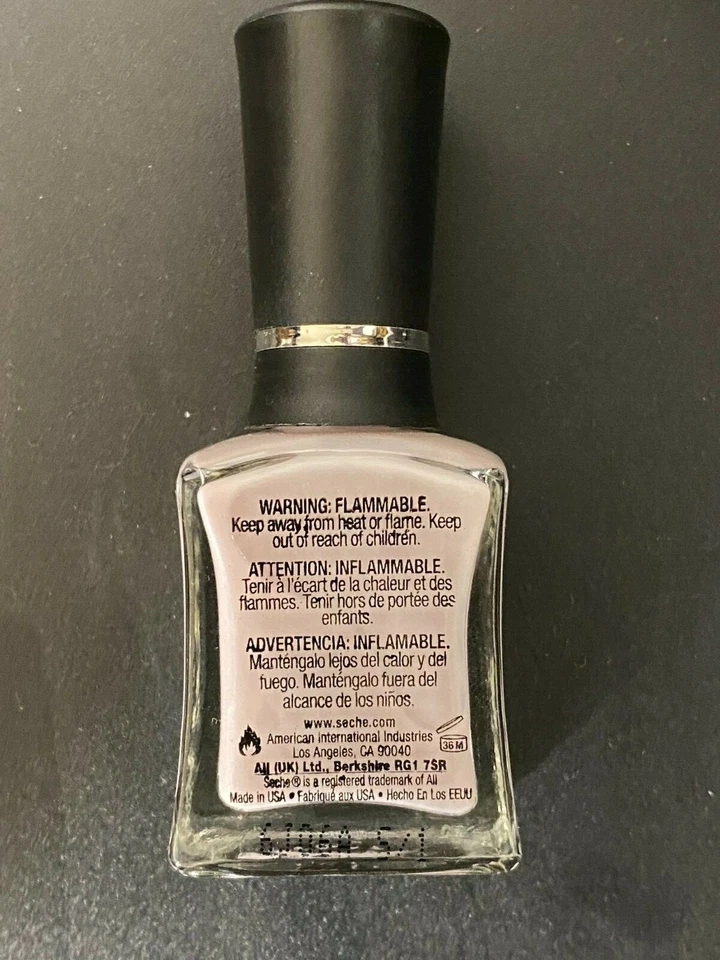 WARNING: FLAMMABLE.
Keep away from heat or flame. Keep
out of reach of children.
ATTENTION: INFLAMMABLE.
Tenir à l'écart de la chaleur et des
flammes. Tenir hors de portée des
enfants.
ADVERTENCIA: INFLAMABLE.
Manténgalo lejos del calor y del
fuego. Manténgalo fuera del
alcance de los niños.
www.seche.com
American International Industries
Los Angeles, CA 90040
36 M
AII (UK) Ltd., Berkshire RG1 7SR
Seche® is a registered trademark of AII
Made in USA • Fabriqué aux USA • Hecho En Los EEUU